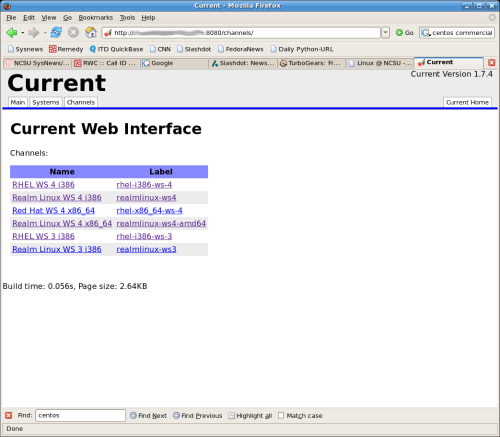 Current - Mozilla Firefox
File Edit View Go Bookmarks Tools Help
http:// :8080/channels/ Go centos commercial
Sysnews Remedy ITD QuickBase CNN Slashdot FedoraNews Daily Python-URL
NCSU SysNews/... RWC :: Call ID ... Google Slashdot: News... TurboGears: Fr... Linux @ NCSU -... Current
Current Version 1.7.4
Current
Main Systems Channels Current Home
Current Web Interface
Channels:
Name Label
RHEL WS 4 i386 rhel-i386-ws-4
Realm Linux WS 4 i386 realmlinux-ws4
Red Hat WS 4 x86_64 rhel-x86_64-ws-4
Realm Linux WS 4 x86_64 realmlinux-ws4-amd64
RHEL WS 3 i386 rhel-i386-ws-3
Realm Linux WS 3 i386 realmlinux-ws3
Build time: 0.056s, Page size: 2.64KB
Find: centos Find Next Find Previous Highlight all Match case
Done